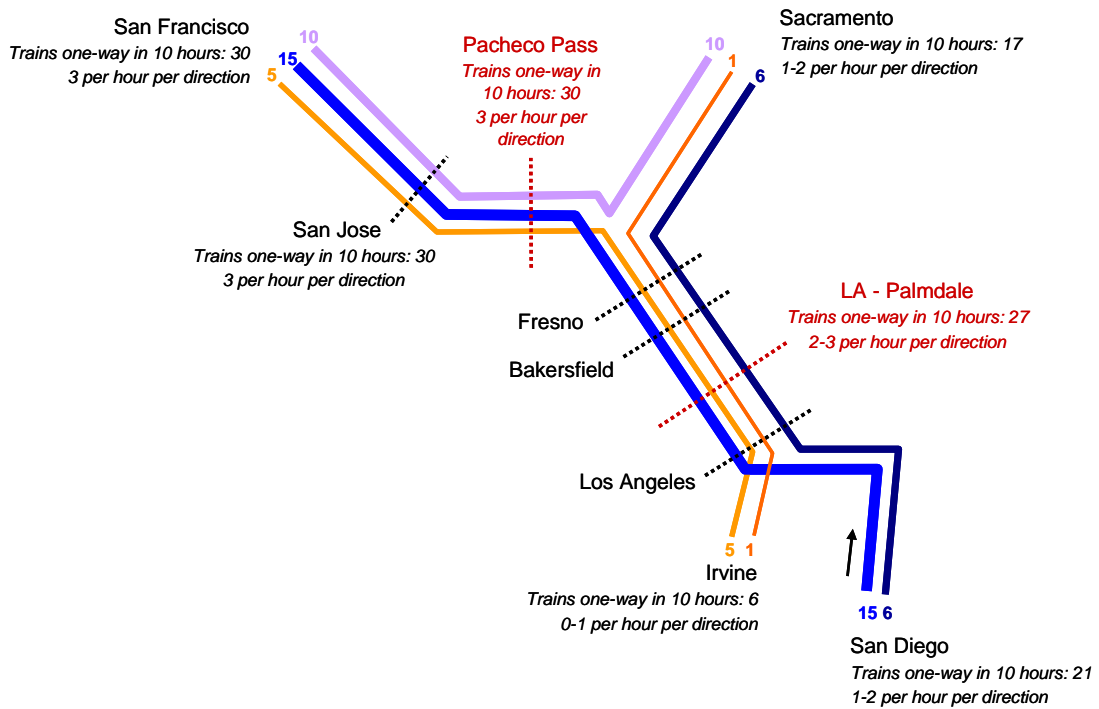 San Francisco
Trains one-way in 10 hours: 30
3 per hour per direction
10
15
5
Pacheco Pass
Trains one-way in
10 hours: 30
3 per hour per
direction
Sacramento
Trains one-way in 10 hours: 17
1-2 per hour per direction
10
1
6
San Jose
Trains one-way in 10 hours: 30
3 per hour per direction
Fresno
Bakersfield
LA - Palmdale
Trains one-way in 10 hours: 27
2-3 per hour per direction
Los Angeles
5 1
Irvine
Trains one-way in 10 hours: 6
0-1 per hour per direction
15 6
San Diego
Trains one-way in 10 hours: 21
1-2 per hour per direction